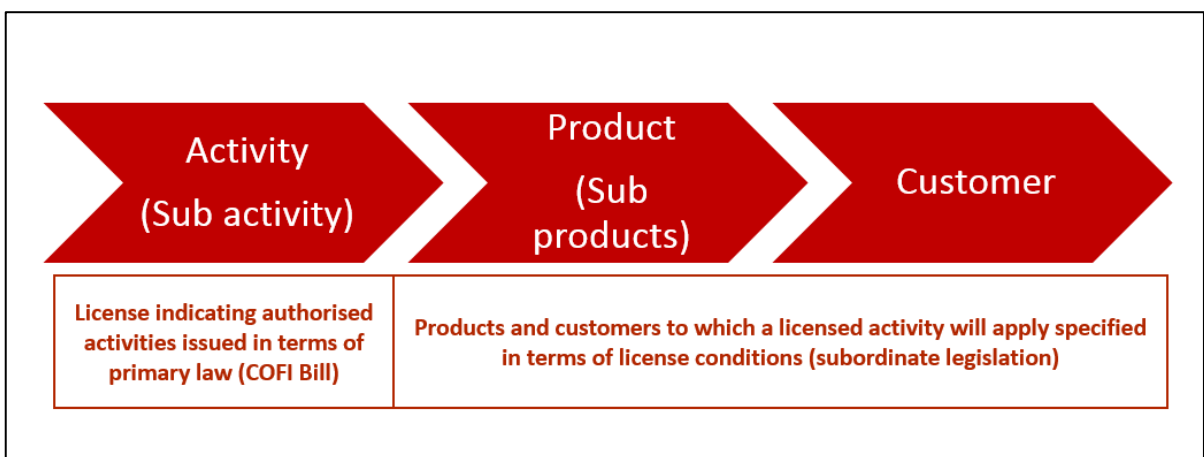 Activity
(Sub activity)
Product
(Sub
products)
Customer
License indicating authorised
activities issued in terms of
primary law (COFI Bill)
Products and customers to which a licensed activity will apply specified
in terms of license conditions (subordinate legislation)